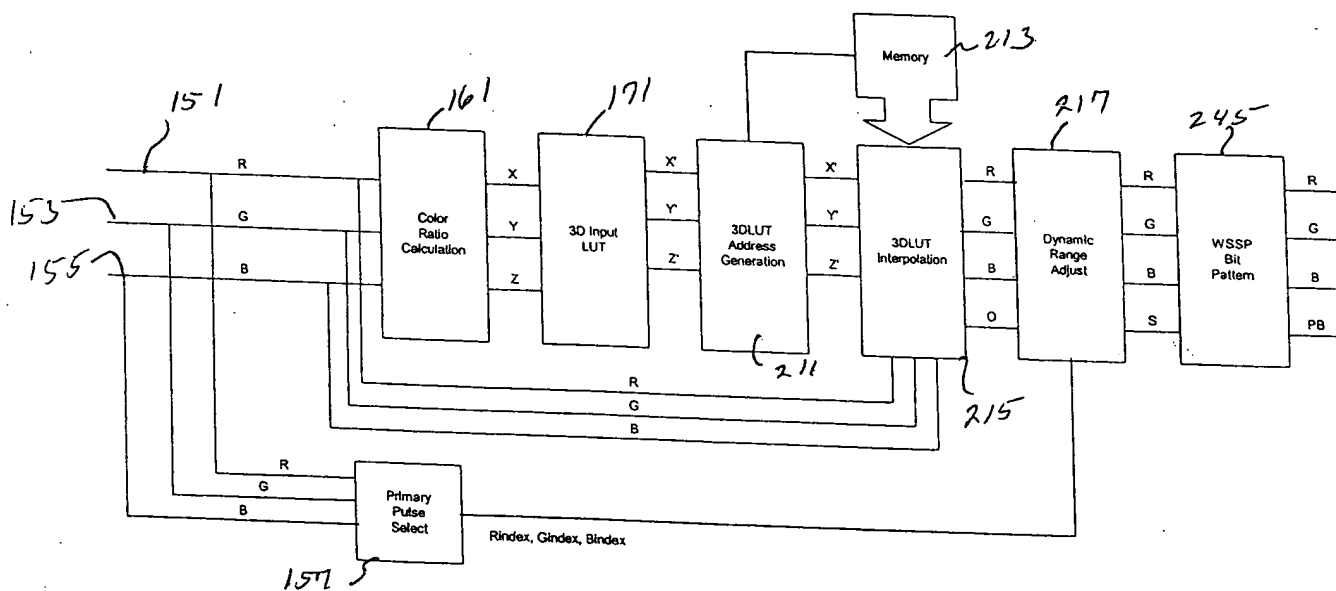 Memory
213
151
161
171
217
245
R
X
X'
X'
R
R
R
153
G
Color
Ratio
Calculation
Y
3D Input
LUT
Y'
3DLUT
Address
Generation
Y'
3DLUT
Interpolation
G
Dynamic
Range
Adjust
G
WSSP
Bit
Pattern
G
155
B
Z
Z'
Z'
B
B
B
O
S
PB
211
215
R
G
B
R
G
B
Primary
Pulse
Select
Rindex, Gindex, Bindex
157